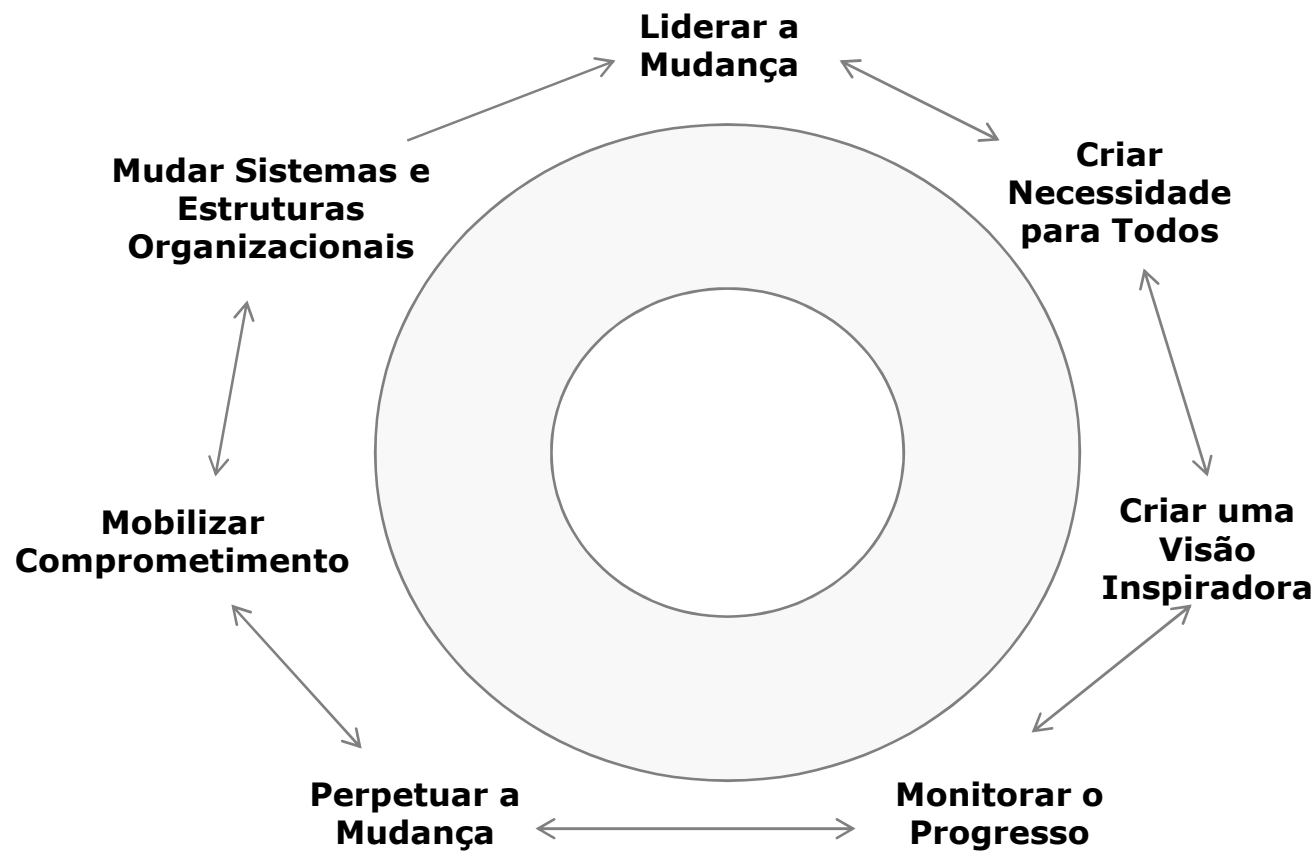 Liderar a
Mudança
Criar
Necessidade
para Todos
Criar uma
Visão
Inspiradora
Monitorar o
Progresso
Perpetuar a
Mudança
Mobilizar
Comprometimento
Mudar Sistemas e
Estruturas
Organizacionais